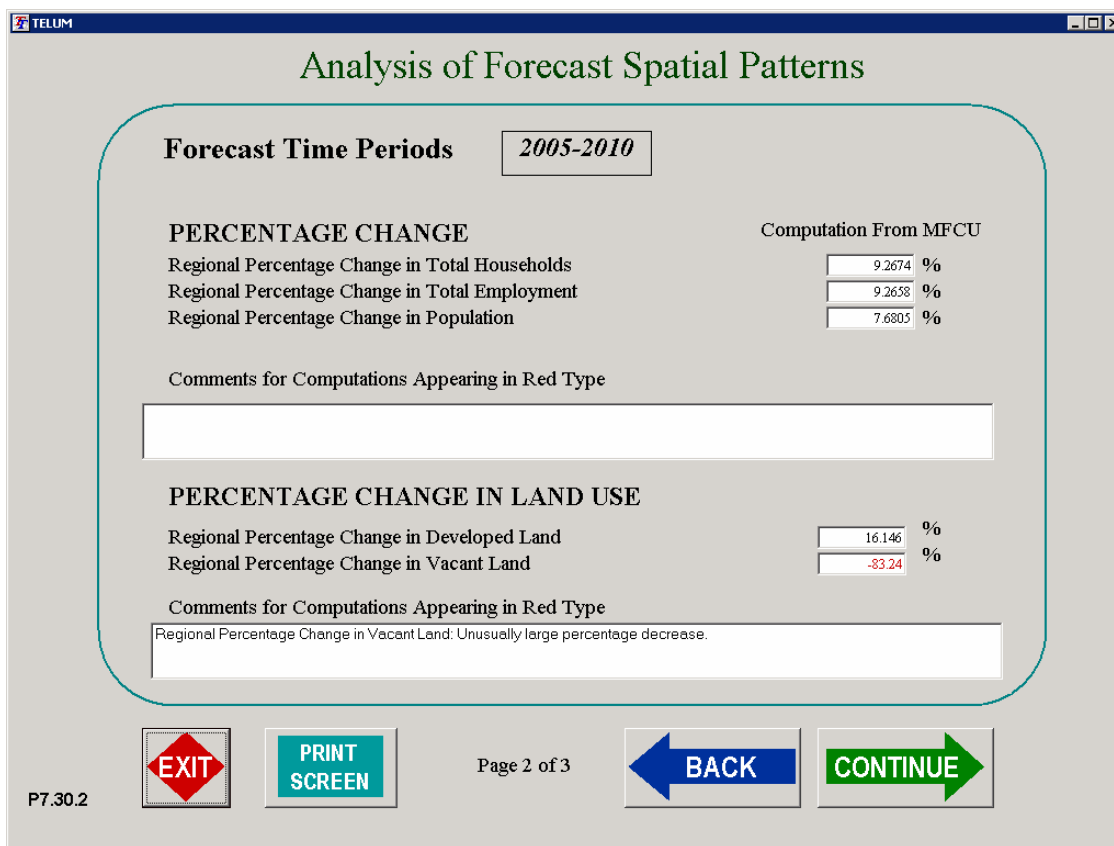 TELUM
Analysis of Forecast Spatial Patterns
Forecast Time Periods 2005-2010
PERCENTAGE CHANGE Computation From MFCU
Regional Percentage Change in Total Households 9.2674 %
Regional Percentage Change in Total Employment 9.2658 %
Regional Percentage Change in Population 7.6805 %
Comments for Computations Appearing in Red Type
PERCENTAGE CHANGE IN LAND USE
Regional Percentage Change in Developed Land 16.146 %
Regional Percentage Change in Vacant Land -83.24 %
Comments for Computations Appearing in Red Type
Regional Percentage Change in Vacant Land: Unusually large percentage decrease.
EXIT
PRINT
SCREEN
Page 2 of 3
BACK
CONTINUE
P7.30.2